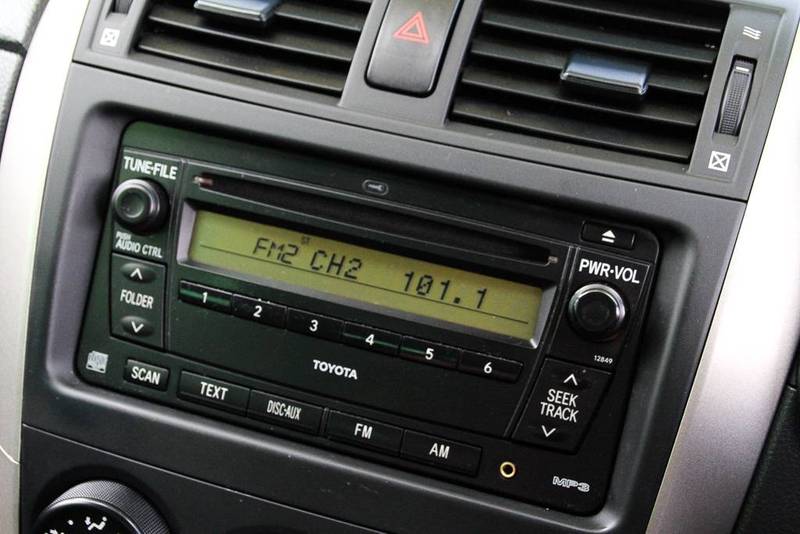 TUNE•FILE
PUSH
AUDIO CTRL
FOLDER
ST
FM2 CH2 101.1
PWR•VOL
1 2 3 4 5 6
12849
TOYOTA
SCAN
TEXT
DISC•AUX
FM
AM
SEEK
TRACK
MP3